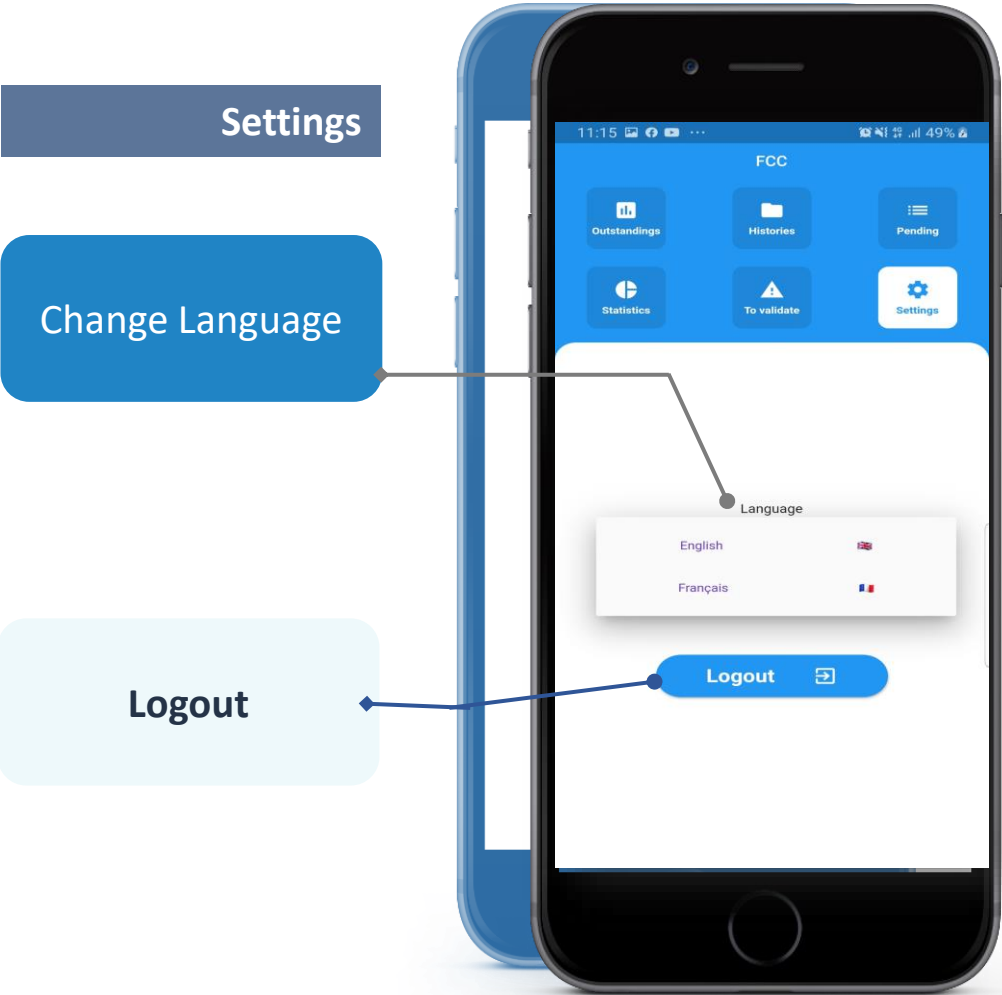 Settings
Change Language
Logout
11:15 ··· 4G 49%
FCC
Outstandings Histories Pending
Statistics To validate Settings
Language
English
Français
Logout